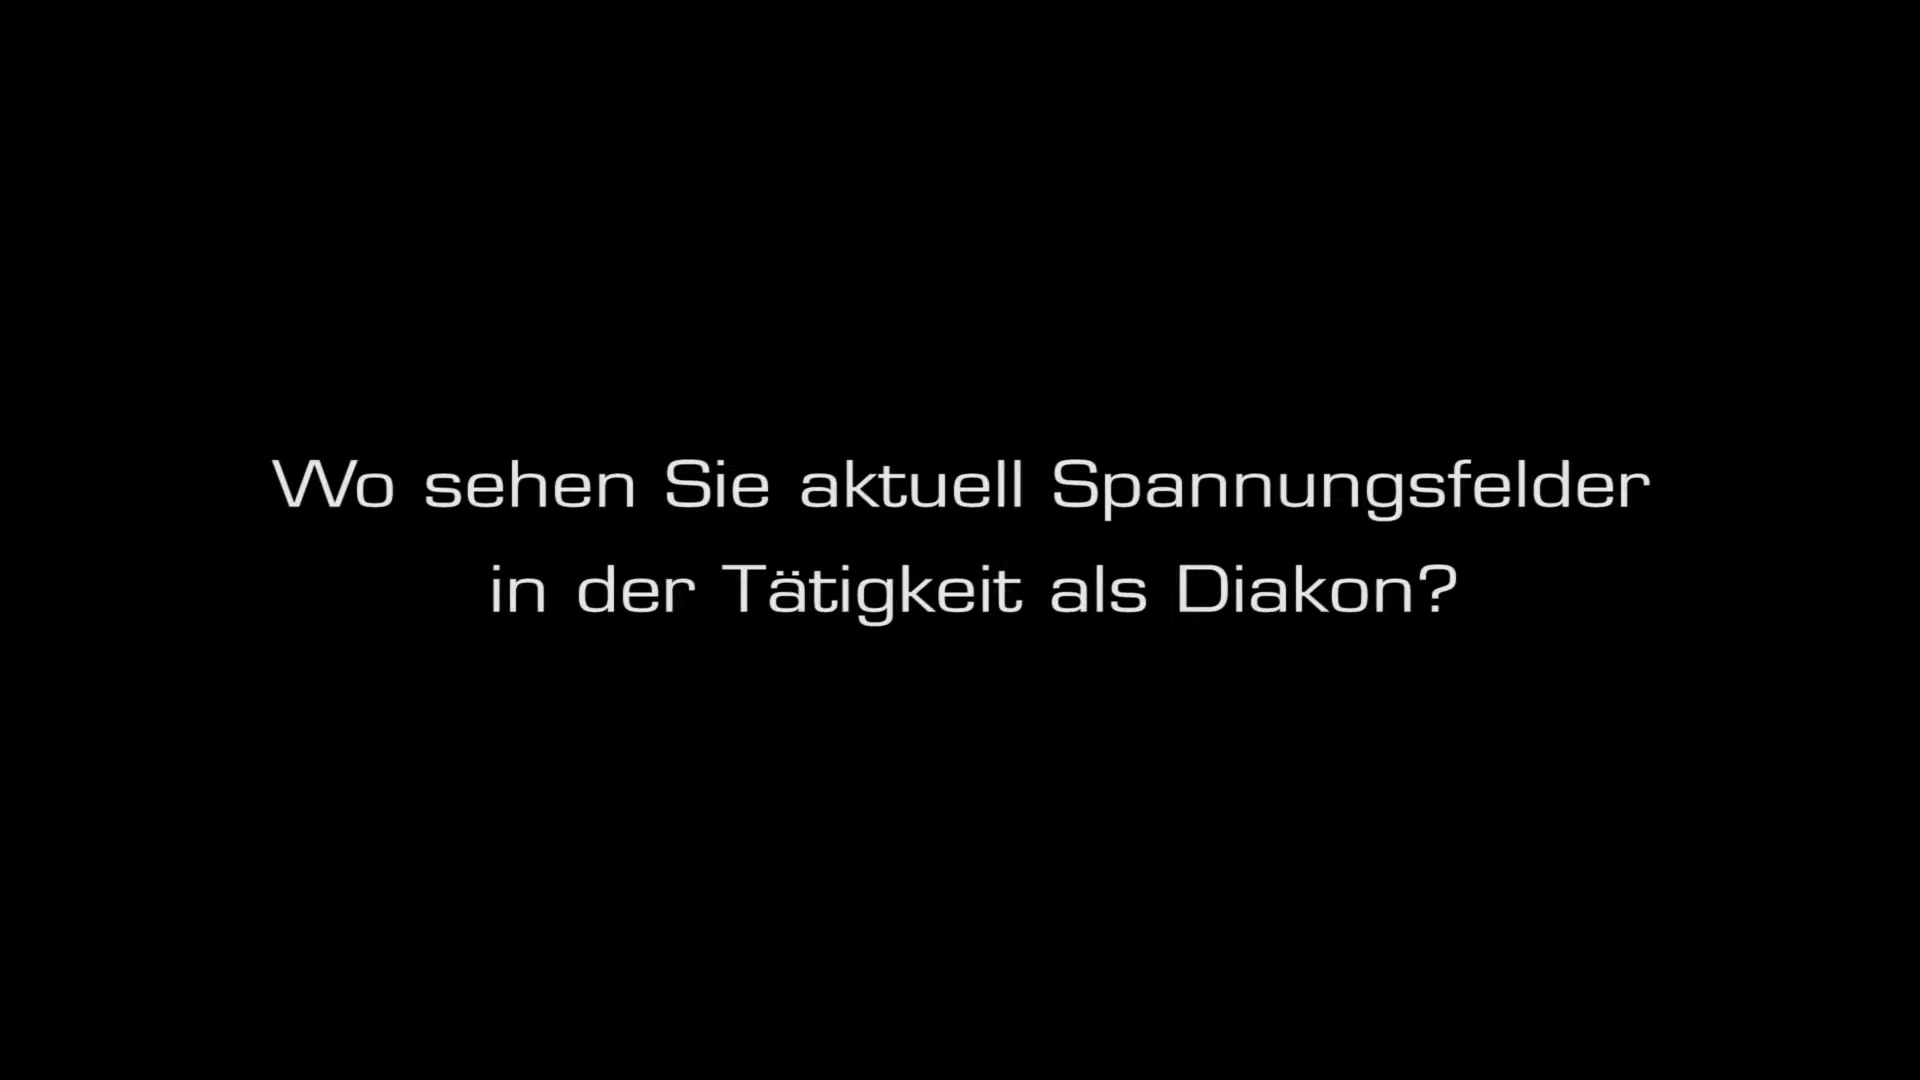 Wo sehen Sie aktuell Spannungsfelder
in der Tätigkeit als Diakon?